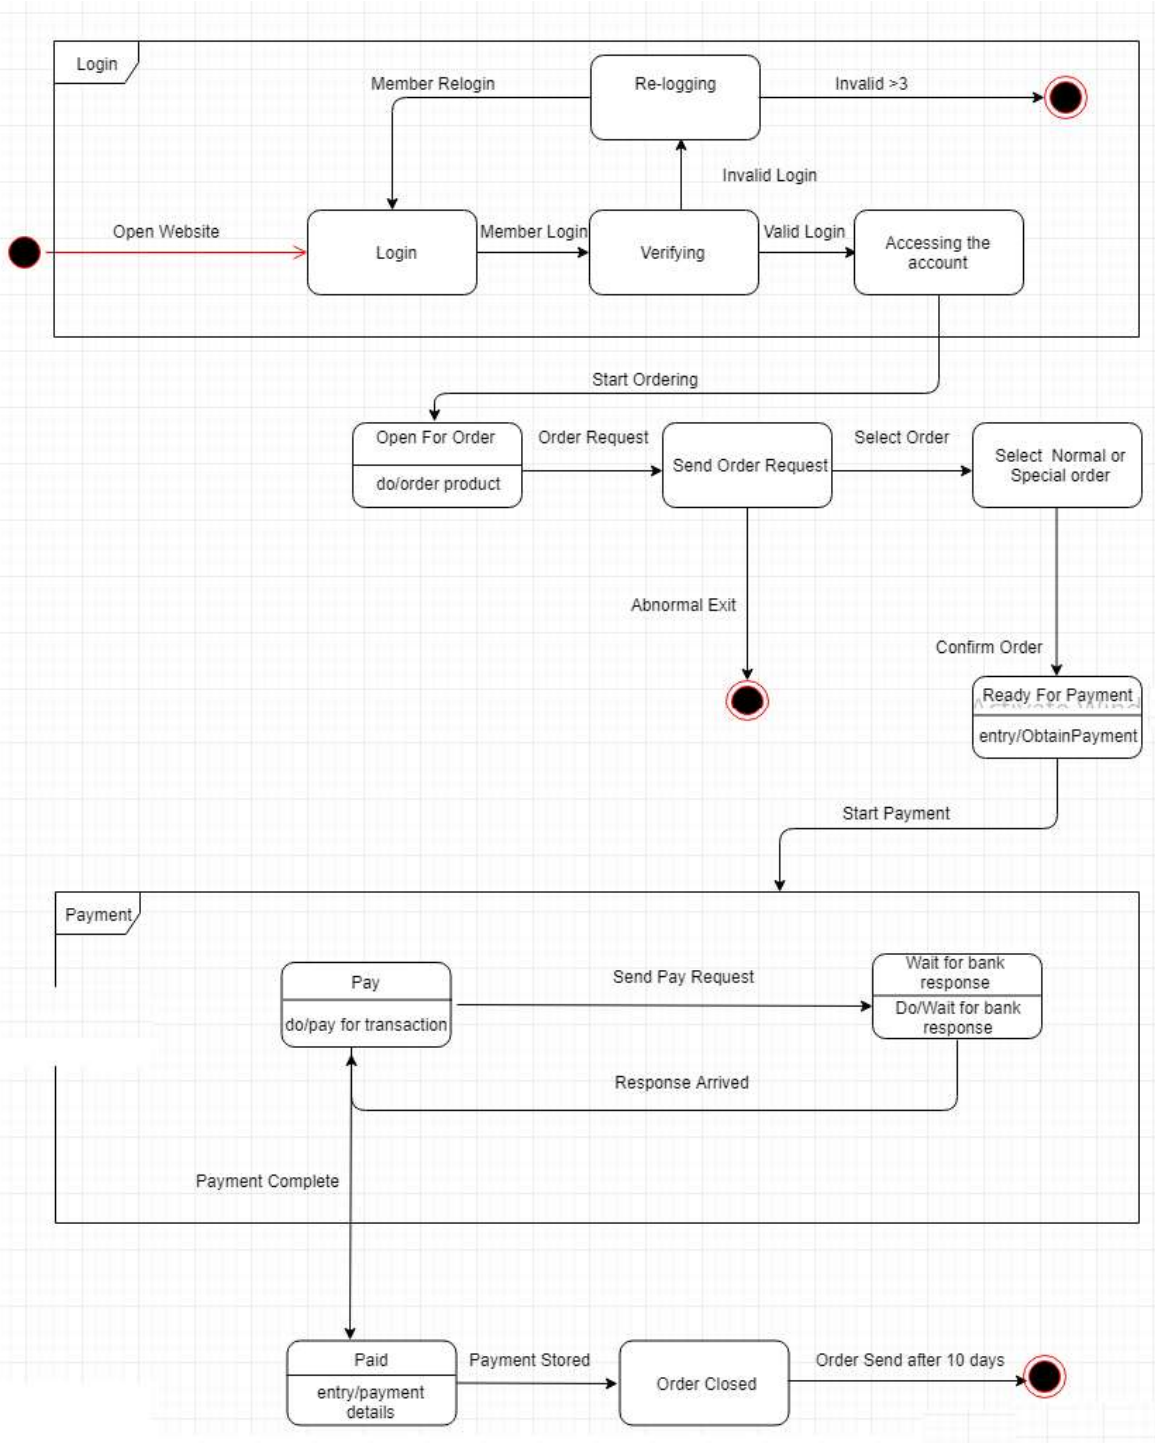 Login
Member Relogin
Re-logging
Invalid >3
Invalid Login
Open Website
Login
Member Login
Verifying
Valid Login
Accessing the
account
Start Ordering
Open For Order
do/order product
Order Request
Send Order Request
Select Order
Select Normal or
Special order
Abnormal Exit
Confirm Order
Ready For Payment
entry/ObtainPayment
Start Payment
Payment
Pay
do/pay for transaction
Send Pay Request
Wait for bank
response
Do/Wait for bank
response
Response Arrived
Payment Complete
Paid
entry/payment
details
Payment Stored
Order Closed
Order Send after 10 days